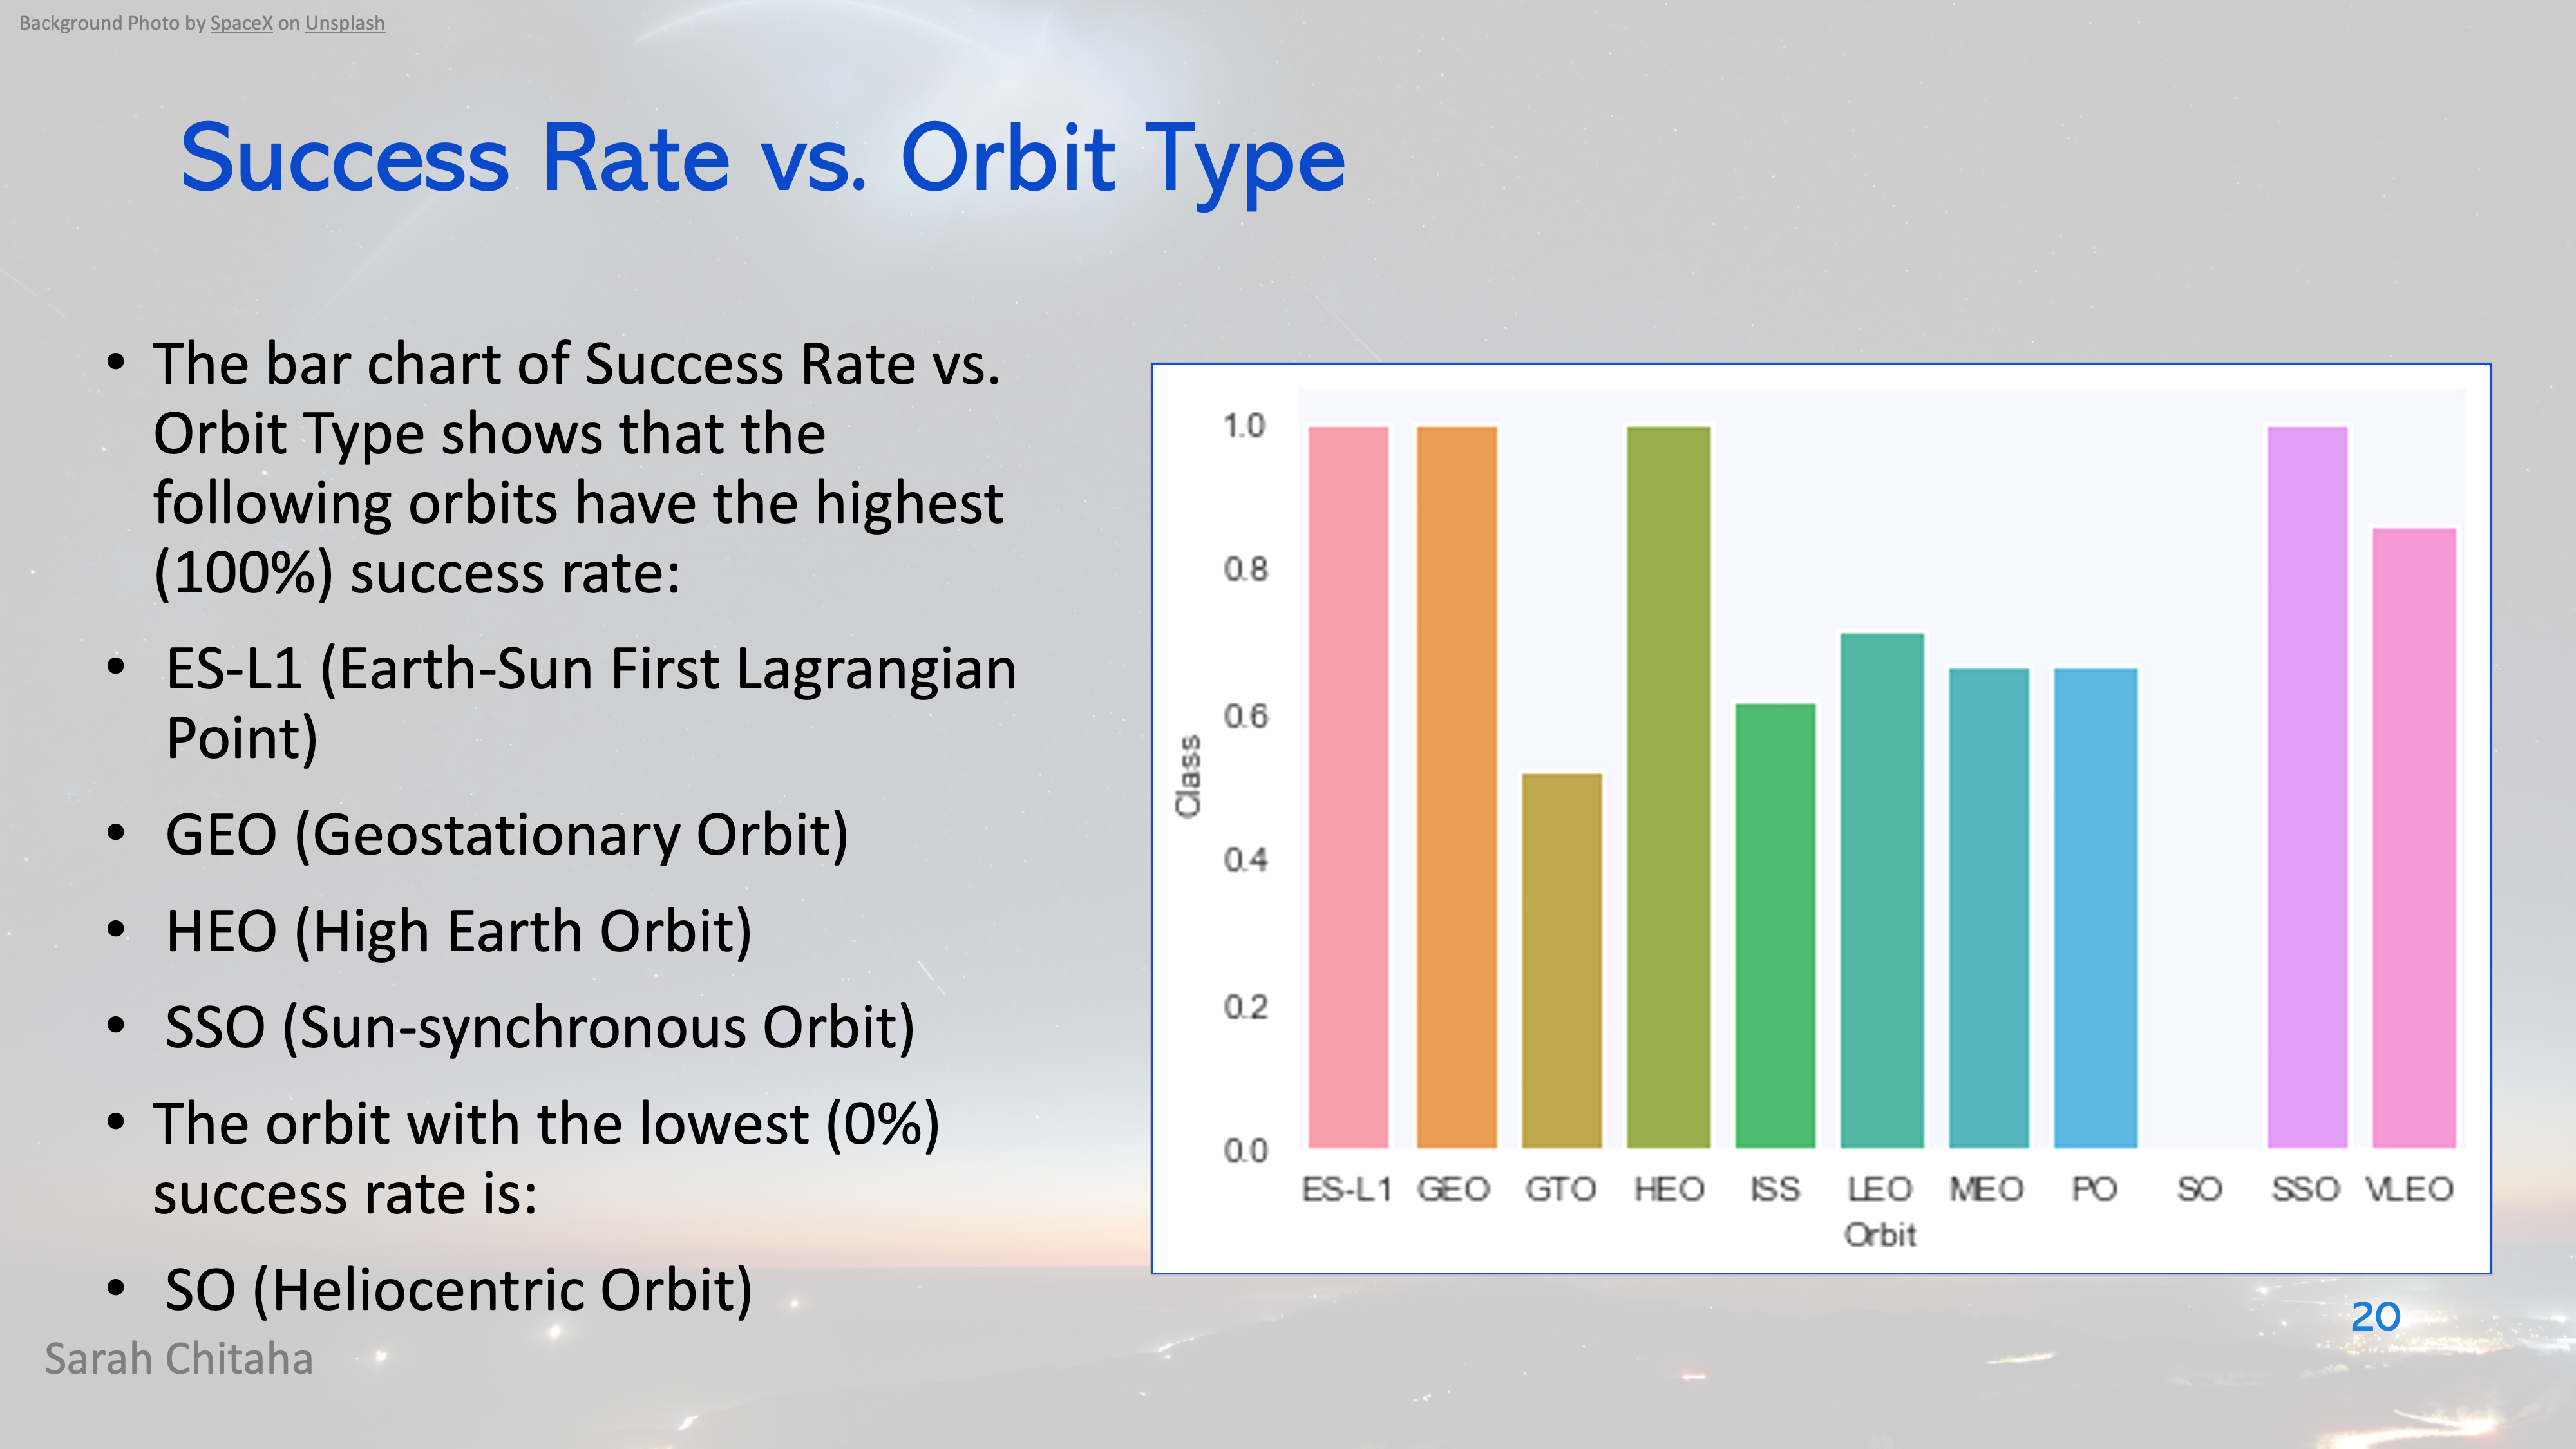 Background Photo by SpaceX on Unsplash
Success Rate vs. Orbit Type
• The bar chart of Success Rate vs.
Orbit Type shows that the
following orbits have the highest
(100%) success rate:
• ES-L1 (Earth-Sun First Lagrangian
Point)
• GEO (Geostationary Orbit)
• HEO (High Earth Orbit)
• SSO (Sun-synchronous Orbit)
• The orbit with the lowest (0%)
success rate is:
• SO (Heliocentric Orbit)
1.0
0.8
0.6
0.4
0.2
0.0
Class
ES-L1 GEO GTO HEO ISS LEO MEO PO SO SSO VLEO
Orbit
20
Sarah Chitaha